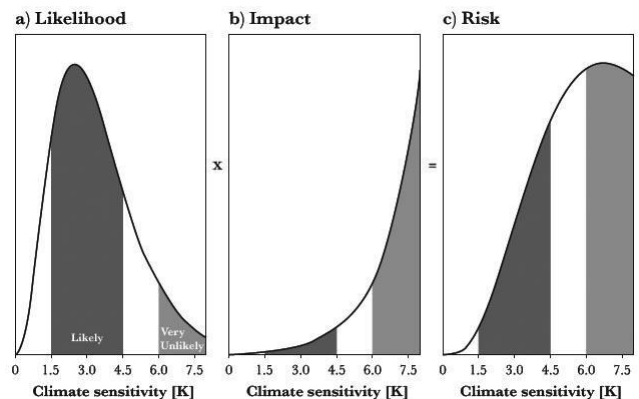 a) Likelihood
b) Impact
c) Risk
x
=
Likely
Very
Unlikely
0 1.5 3.0 4.5 6.0 7.5
0 1.5 3.0 4.5 6.0 7.5
0 1.5 3.0 4.5 6.0 7.5
Climate sensitivity [K]
Climate sensitivity [K]
Climate sensitivity [K]